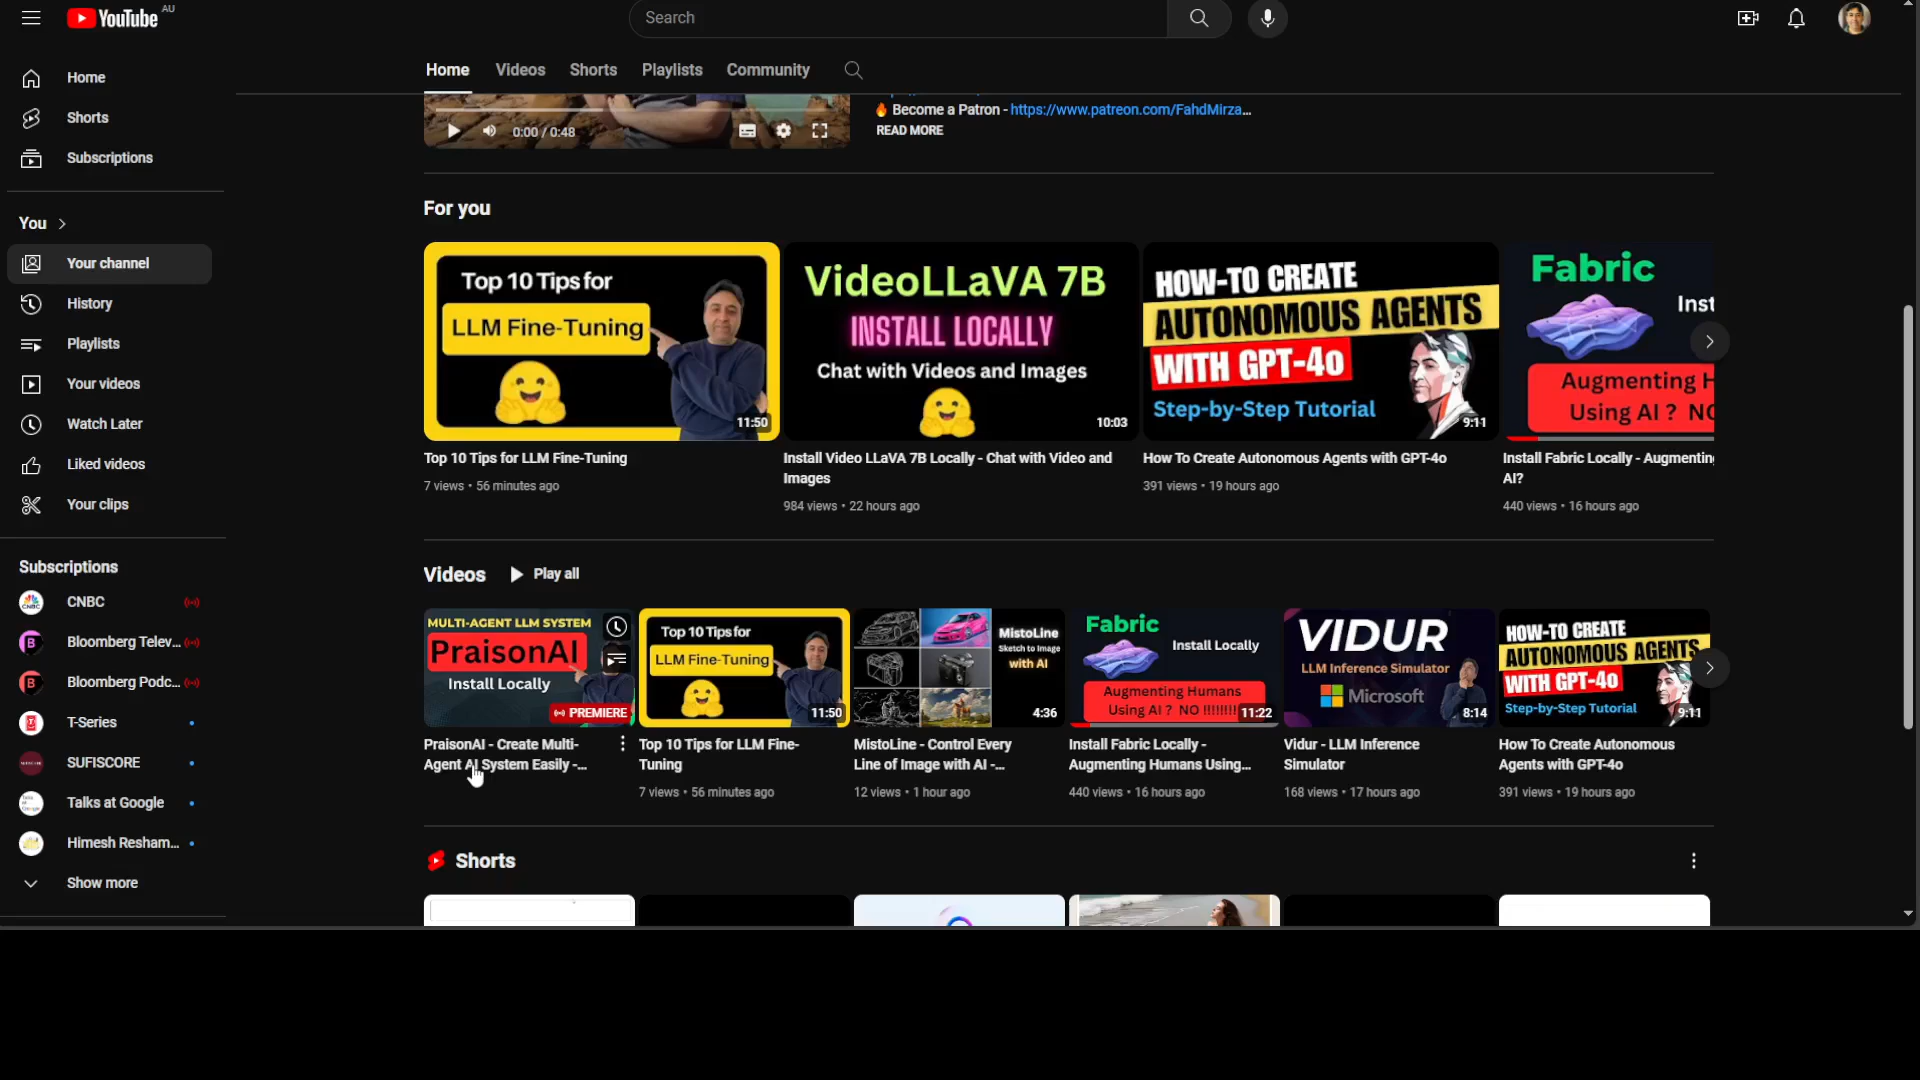 YouTube AU
Search
Home
Videos
Shorts
Playlists
Community
0:00 / 0:48
🔥 Become a Patron - https://www.patreon.com/FahdMirza...
READ MORE
Home
Shorts
Subscriptions
You
Your channel
History
Playlists
Your videos
Watch Later
Liked videos
Your clips
Subscriptions
CNBC
Bloomberg Telev...
Bloomberg Podc...
T-Series
SUFISCORE
Talks at Google
Himesh Resham...
Show more
For you
Top 10 Tips for
LLM Fine-Tuning
11:50
Top 10 Tips for LLM Fine-Tuning
7 views • 56 minutes ago
VideoLLaVA 7B
INSTALL LOCALLY
Chat with Videos and Images
10:03
Install Video LLaVA 7B Locally - Chat with Video and
Images
984 views • 22 hours ago
HOW-TO CREATE
AUTONOMOUS AGENTS
WITH GPT-4o
Step-by-Step Tutorial
9:11
How To Create Autonomous Agents with GPT-4o
391 views • 19 hours ago
Fabric
Inst
Augmenting H
Using AI ? NO
Install Fabric Locally - Augmenting
AI?
440 views • 16 hours ago
Videos
Play all
MULTI-AGENT LLM SYSTEM
PraisonAI
Install Locally
PREMIERE
PraisonAI - Create Multi-
Agent AI System Easily -...
Top 10 Tips for
LLM Fine-Tuning
11:50
Top 10 Tips for LLM Fine-
Tuning
7 views • 56 minutes ago
MistoLine
Sketch to Image
with AI
4:36
MistoLine - Control Every
Line of Image with AI -...
12 views • 1 hour ago
Fabric
Install Locally
Augmenting Humans
Using AI ? NO !!!!!!!!
11:22
Install Fabric Locally -
Augmenting Humans Using...
440 views • 16 hours ago
VIDUR
LLM Inference Simulator
Microsoft
8:14
Vidur - LLM Inference
Simulator
168 views • 17 hours ago
HOW-TO CREATE
AUTONOMOUS AGENTS
WITH GPT-4o
Step-by-Step Tutorial
9:11
How To Create Autonomous
Agents with GPT-4o
391 views • 19 hours ago
Shorts